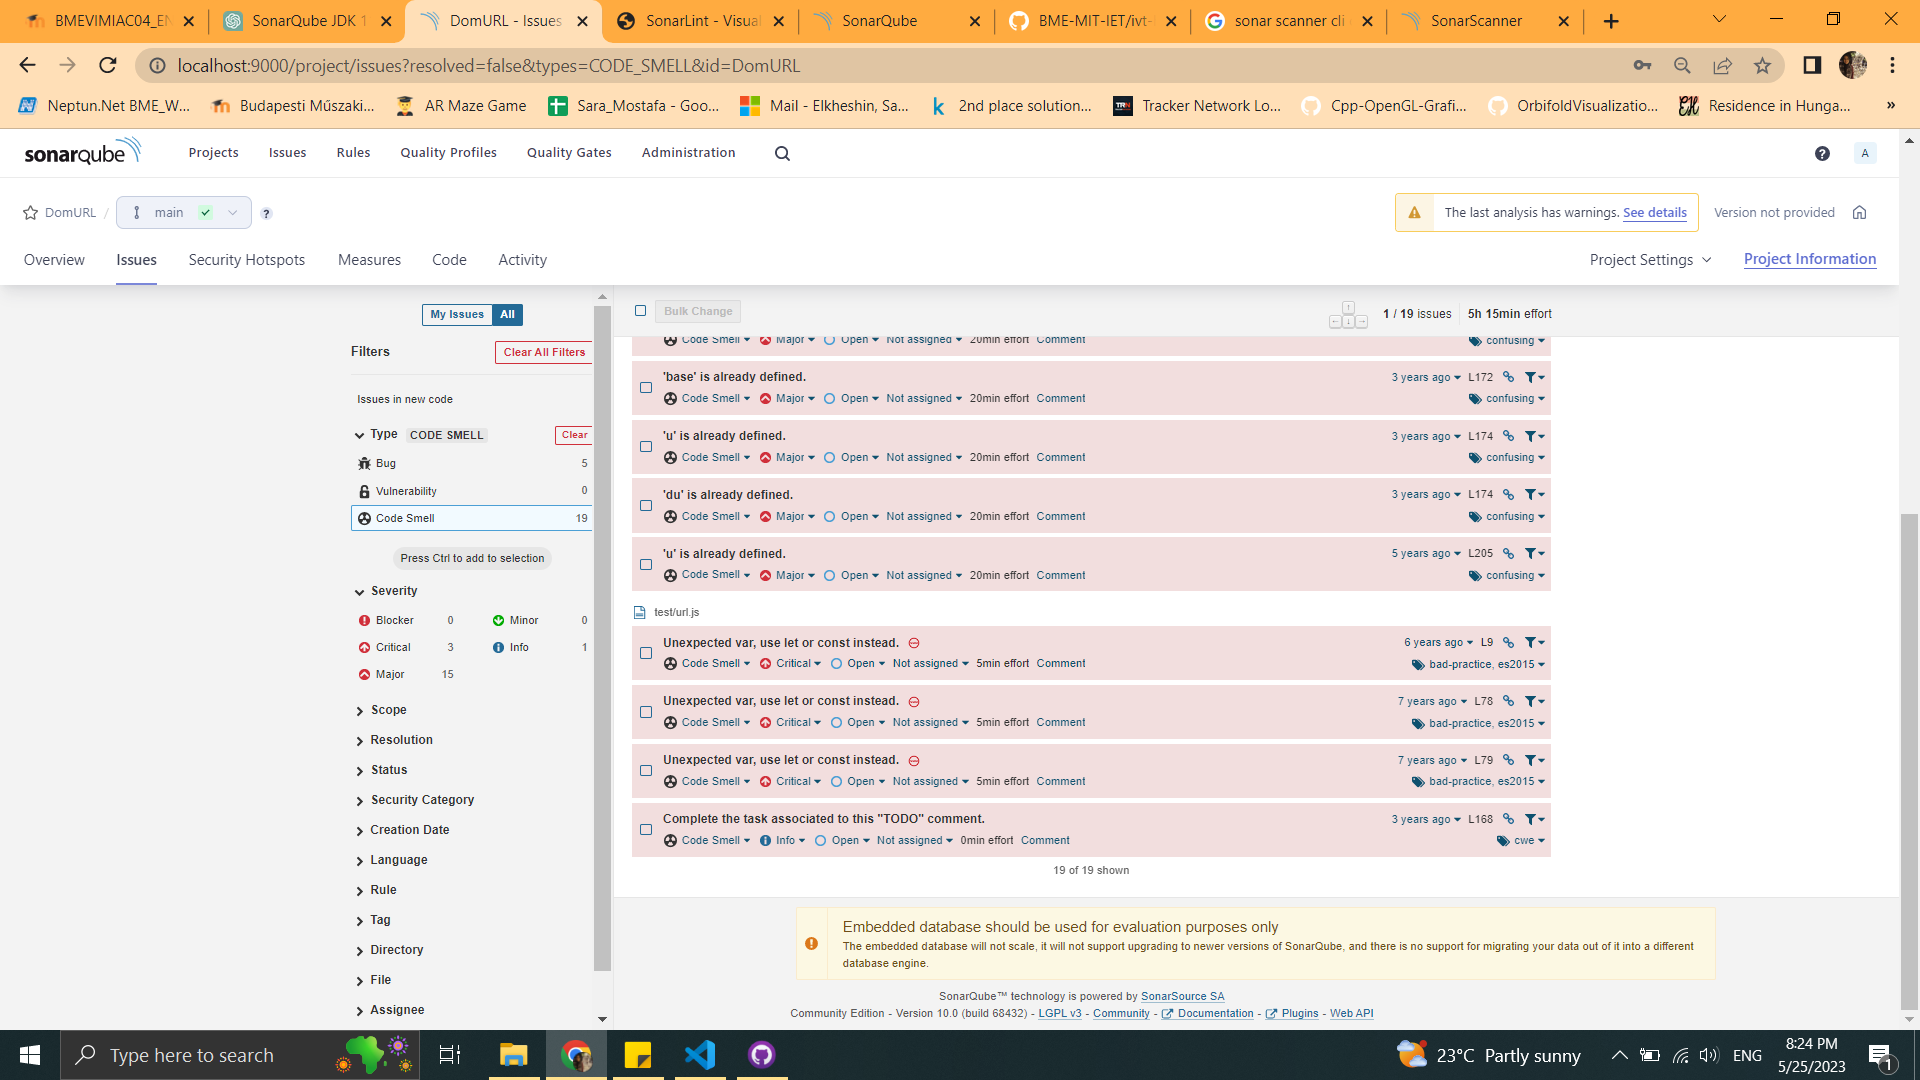 BMEVIMIAC04_EN
SonarQube JDK 1
DomURL - Issues
SonarLint - Visual
SonarQube
BME-MIT-IET/ivt-
sonar scanner cli
SonarScanner
localhost:9000/project/issues?resolved=false&types=CODE_SMELL&id=DomURL
Neptun.Net BME_W...
Budapesti Műszaki...
AR Maze Game
Sara_Mostafa - Goo...
Mail - Elkheshin, Sa...
2nd place solution...
Tracker Network Lo...
Cpp-OpenGL-Grafi...
OrbifoldVisualizatio...
Residence in Hunga...
»
sonarqube
Projects
Issues
Rules
Quality Profiles
Quality Gates
Administration
?
A
DomURL / main ?
The last analysis has warnings. See details
Version not provided
Overview
Issues
Security Hotspots
Measures
Code
Activity
Project Settings
Project Information
My Issues All
Filters
Clear All Filters
Issues in new code
Type CODE SMELL Clear
Bug 5
Vulnerability 0
Code Smell 19
Press Ctrl to add to selection
Severity
Blocker 0
Minor 0
Critical 3
Info 1
Major 15
Scope
Resolution
Status
Security Category
Creation Date
Language
Rule
Tag
Directory
File
Assignee
Bulk Change
1 / 19 issues
5h 15min effort
Code Smell Major Open Not assigned 20min effort Comment confusing
'base' is already defined. 3 years ago L172
Code Smell Major Open Not assigned 20min effort Comment confusing
'u' is already defined. 3 years ago L174
Code Smell Major Open Not assigned 20min effort Comment confusing
'du' is already defined. 3 years ago L174
Code Smell Major Open Not assigned 20min effort Comment confusing
'u' is already defined. 5 years ago L205
Code Smell Major Open Not assigned 20min effort Comment confusing
test/url.js
Unexpected var, use let or const instead. 6 years ago L9
Code Smell Critical Open Not assigned 5min effort Comment bad-practice, es2015
Unexpected var, use let or const instead. 7 years ago L78
Code Smell Critical Open Not assigned 5min effort Comment bad-practice, es2015
Unexpected var, use let or const instead. 7 years ago L79
Code Smell Critical Open Not assigned 5min effort Comment bad-practice, es2015
Complete the task associated to this "TODO" comment. 3 years ago L168
Code Smell Info Open Not assigned 0min effort Comment cwe
19 of 19 shown
Embedded database should be used for evaluation purposes only
The embedded database will not scale, it will not support upgrading to newer versions of SonarQube, and there is no support for migrating your data out of it into a different
database engine.
SonarQube™ technology is powered by SonarSource SA
Community Edition - Version 10.0 (build 68432) - LGPL v3 - Community - Documentation - Plugins - Web API
Type here to search
23°C Partly sunny
ENG
8:24 PM
5/25/2023
1